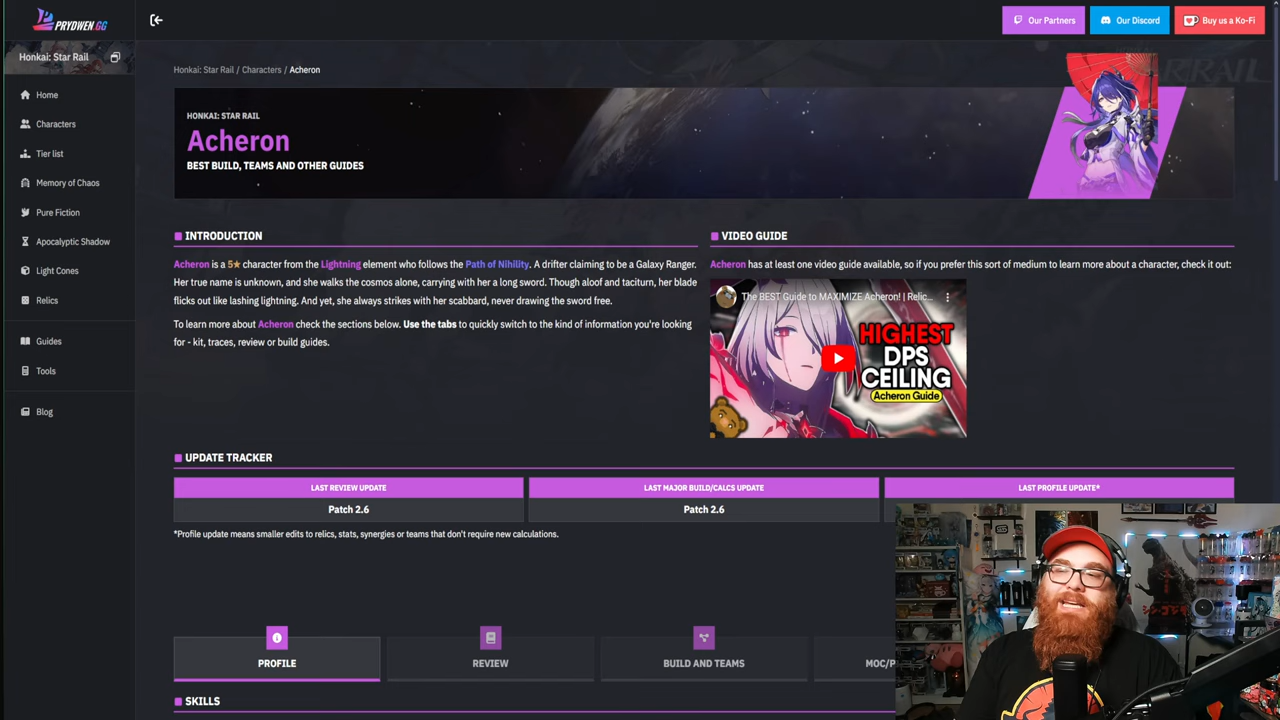 PRYDWEN.GG
Our Partners
Our Discord
Buy us a Ko-Fi
Honkai: Star Rail
Home
Characters
Tier list
Memory of Chaos
Pure Fiction
Apocalyptic Shadow
Light Cones
Relics
Guides
Tools
Blog
Honkai: Star Rail / Characters / Acheron
HONKAI: STAR RAIL
Acheron
BEST BUILD, TEAMS AND OTHER GUIDES
INTRODUCTION
Acheron is a 5★ character from the Lightning element who follows the Path of Nihility. A drifter claiming to be a Galaxy Ranger.
Her true name is unknown, and she walks the cosmos alone, carrying with her a long sword. Though aloof and taciturn, her blade
flicks out like lashing lightning. And yet, she always strikes with her scabbard, never drawing the sword free.
To learn more about Acheron check the sections below. Use the tabs to quickly switch to the kind of information you're looking
for - kit, traces, review or build guides.
VIDEO GUIDE
Acheron has at least one video guide available, so if you prefer this sort of medium to learn more about a character, check it out:
The BEST Guide to MAXIMIZE Acheron! | Relic...
HIGHEST
DPS
CEILING
Acheron Guide
UPDATE TRACKER
LAST REVIEW UPDATE
LAST MAJOR BUILD/CALCS UPDATE
LAST PROFILE UPDATE*
Patch 2.6
Patch 2.6
*Profile update means smaller edits to relics, stats, synergies or teams that don't require new calculations.
PROFILE
REVIEW
BUILD AND TEAMS
MOC/P
SKILLS